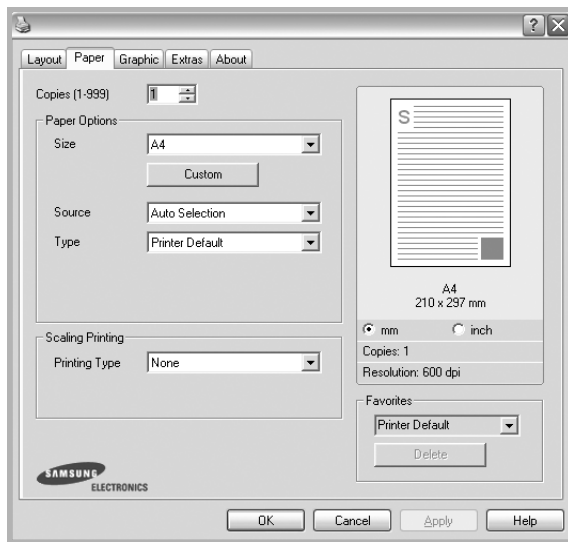 Layout Paper Graphic Extras About
Copies (1-999) 1
Paper Options
Size A4
Custom
Source Auto Selection
Type Printer Default
Scaling Printing
Printing Type None
S
A4
210 x 297 mm
mm inch
Copies: 1
Resolution: 600 dpi
Favorites
Printer Default
Delete
SAMSUNG
ELECTRONICS
OK Cancel Apply Help